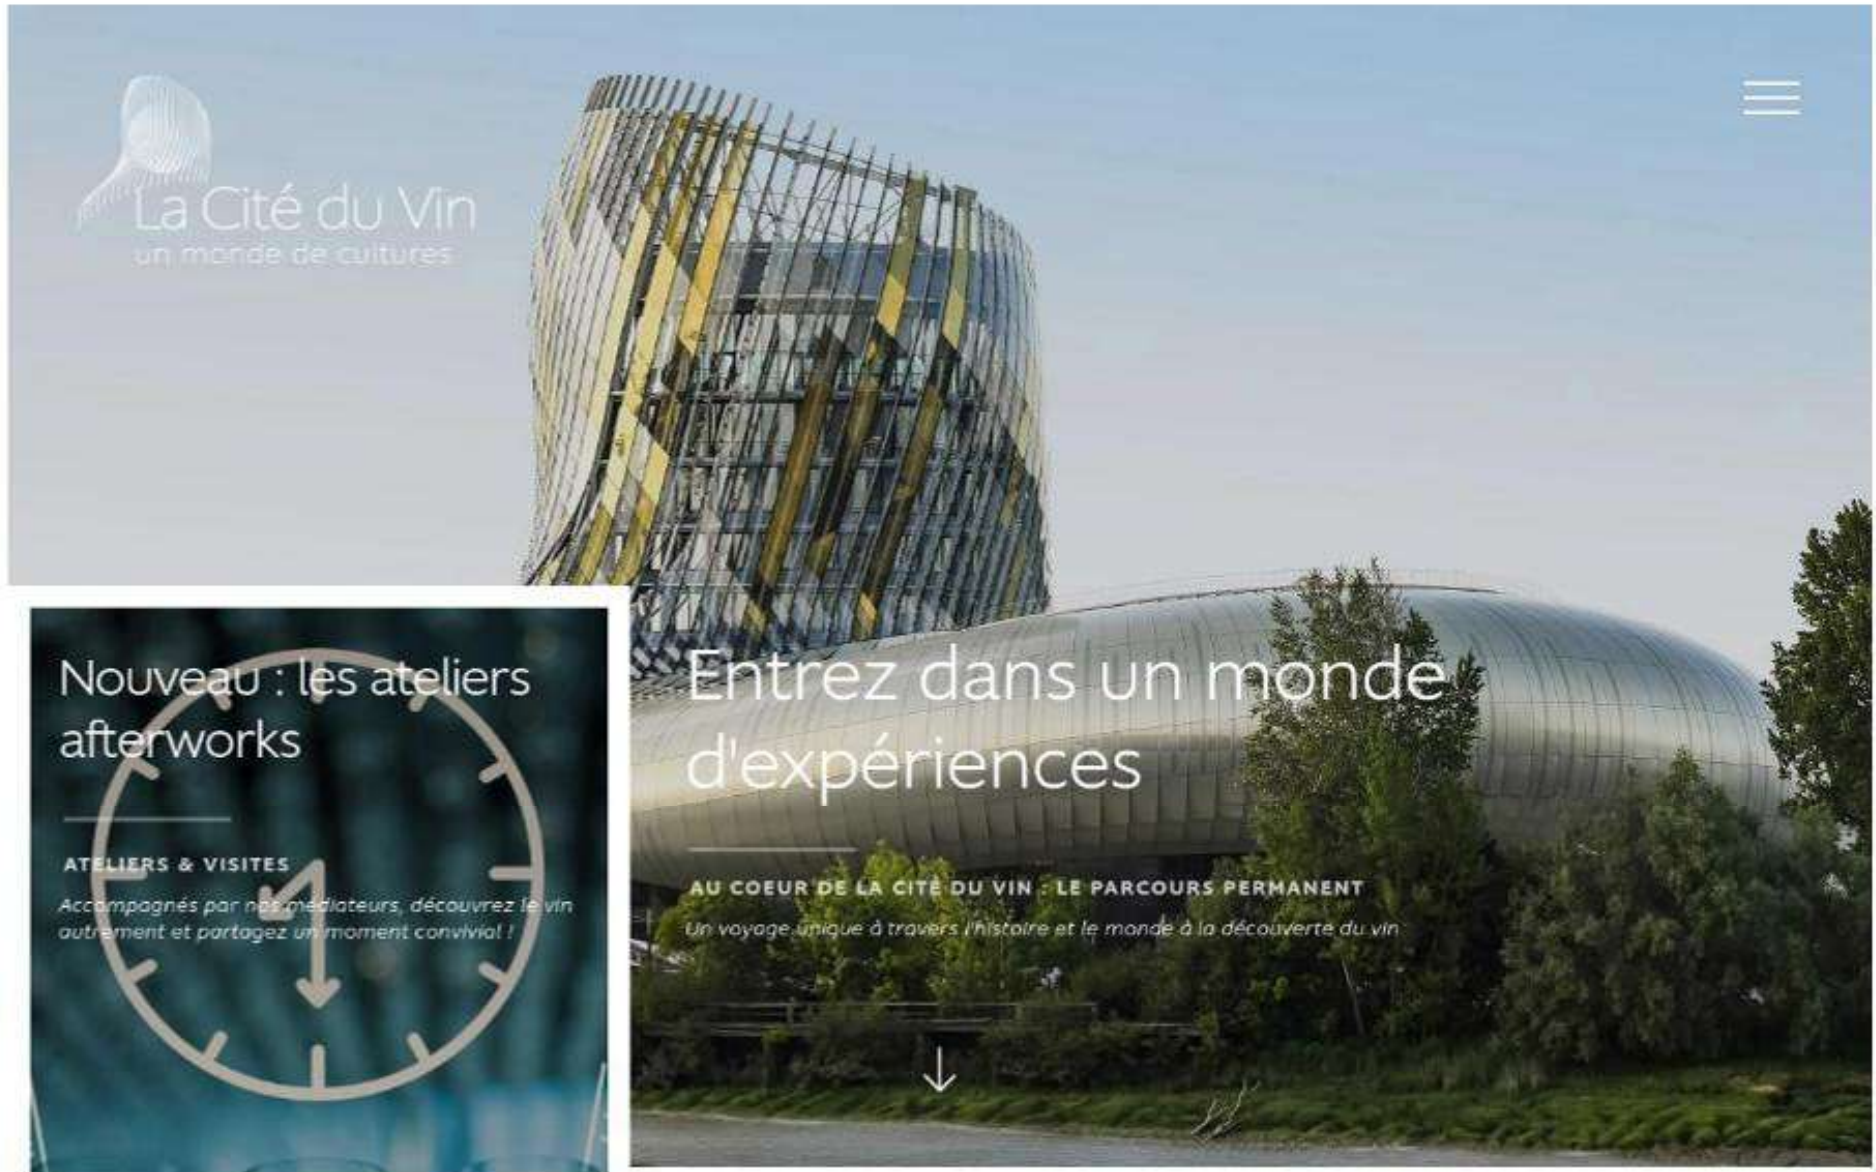 La Cité du Vin
un monde de cultures
Nouveau : les ateliers
afterworks
ATELIERS & VISITES
Accompagnés par nos médiateurs, découvrez le vin
autrement et partagez un moment convivial !
Entrez dans un monde
d'expériences
AU COEUR DE LA CITÉ DU VIN : LE PARCOURS PERMANENT
Un voyage unique à travers l'histoire et le monde à la découverte du vin